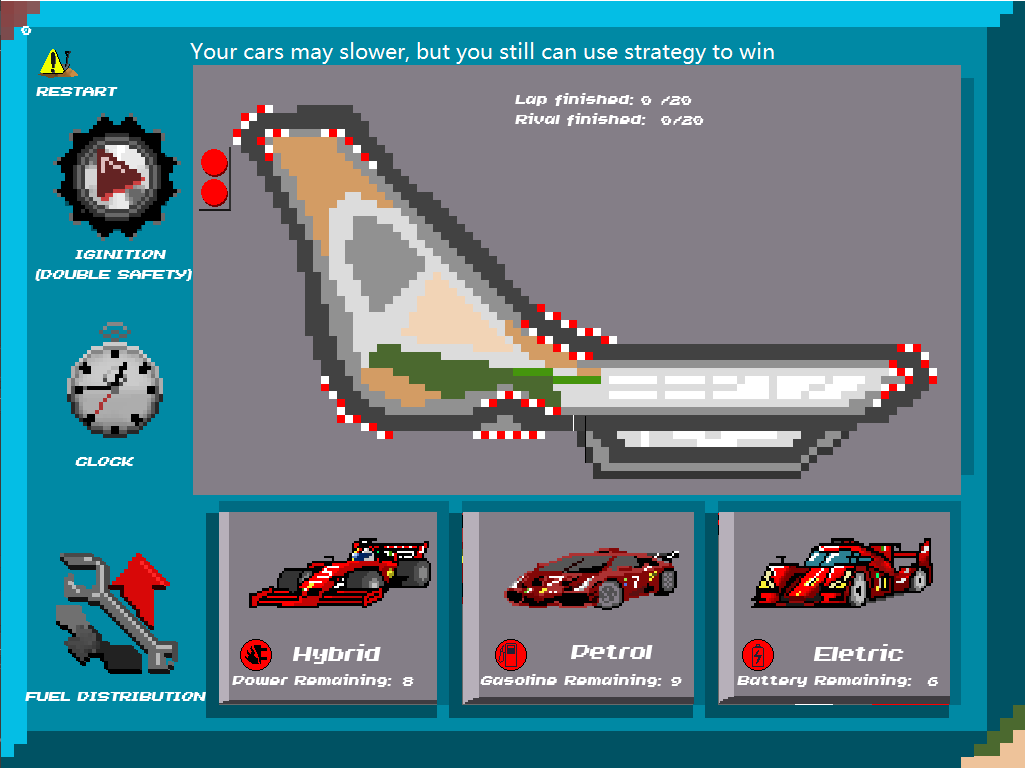 Your cars may slower, but you still can use strategy to win
RESTART
Lap finished: 0 /20
Rival finished: 0/20
IGINITION
(DOUBLE SAFETY)
CLOCK
FUEL DISTRIBUTION
Hybrid
Power Remaining: 8
Petrol
Gasoline Remaining: 9
Eletric
Battery Remaining: 6